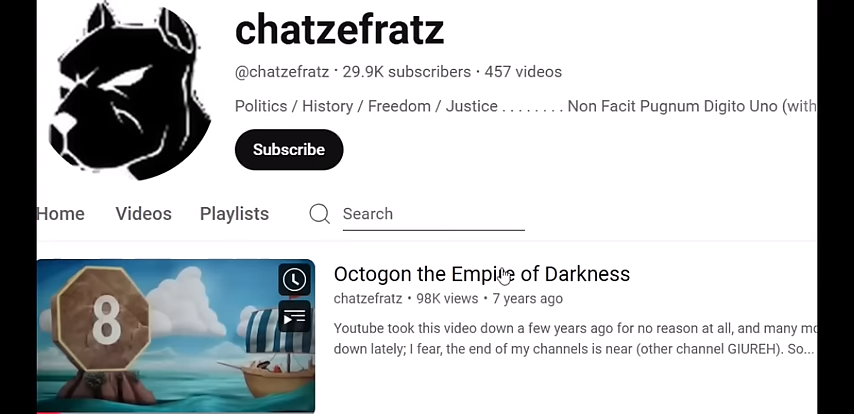 chatzefratz
@chatzefratz · 29.9K subscribers · 457 videos
Politics / History / Freedom / Justice . . . . . . . . Non Facit Pugnum Digito Uno (with
Subscribe
Home Videos Playlists Search
8
Octogon the Empire of Darkness
chatzefratz • 98K views • 7 years ago
Youtube took this video down a few years ago for no reason at all, and many
down lately; I fear, the end of my channels is near (other channel GIUREH). So...